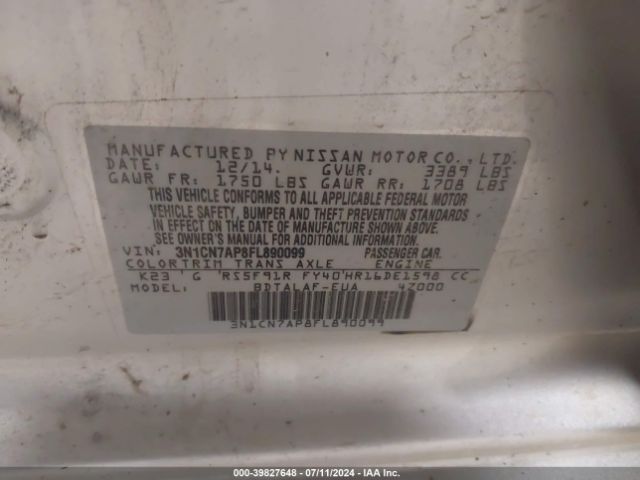 MANUFACTURED BY NISSAN MOTOR CO., LTD.
DATE: 12/14. GVWR: 3389 LBS
GAWR FR: 1750 LBS GAWR RR: 1708 LBS
THIS VEHICLE CONFORMS TO ALL APPLICABLE FEDERAL MOTOR
VEHICLE SAFETY, BUMPER AND THEFT PREVENTION STANDARDS
IN EFFECT ON THE DATE OF MANUFACTURE SHOWN ABOVE.
SEE OWNER'S MANUAL FOR ADDITIONAL INFORMATION
VIN: 3N1CN7AP8FL890099 PASSENGER CAR.
COLOR TRIM TRANS AXLE ENGINE
K23 G RS5F91R FY40 HR16DE1598 CC
MODEL: BDTALAF-EUA 4Z000
3N1CN7AP8FL890099
000-39827648 - 07/11/2024 - IAA Inc.